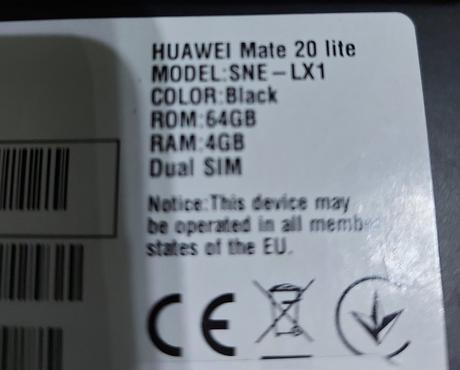 HUAWEI Mate 20 lite
MODEL:SNE-LX1
COLOR:Black
ROM:64GB
RAM:4GB
Dual SIM
Notice:This device may
be operated in all
states of the EU.
CE